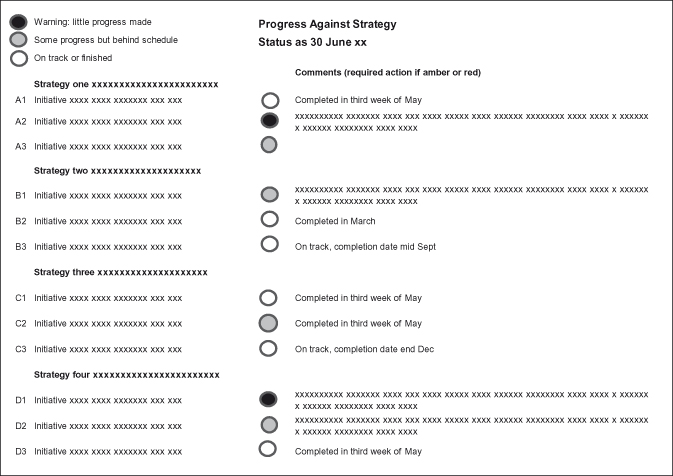 Warning: little progress made
Some progress but behind schedule
On track or finished
Progress Against Strategy
Status as 30 June xx
Comments (required action if amber or red)
Strategy one xxxxxxxxxxxxxxxxxxxxxxx
A1 Initiative xxxx xxxx xxxxxxx xxx xxx Completed in third week of May
A2 Initiative xxxx xxxx xxxxxxx xxx xxx xxxxxxxxxx xxxxxxx xxxx xxx xxxx xxxxx xxxx xxxxxx xxxxxxxx xxxx xxxx x xxxxxx
x xxxxxx xxxxxxxx xxxx xxxx
A3 Initiative xxxx xxxx xxxxxxx xxx xxx
Strategy two xxxxxxxxxxxxxxxxxxxx
B1 Initiative xxxx xxxx xxxxxxx xxx xxx xxxxxxxxxx xxxxxxx xxxx xxx xxxx xxxxx xxxx xxxxxx xxxxxxxx xxxx xxxx x xxxxxx
x xxxxxx xxxxxxxx xxxx xxxx
B2 Initiative xxxx xxxx xxxxxxx xxx xxx Completed in March
B3 Initiative xxxx xxxx xxxxxxx xxx xxx On track, completion date mid Sept
Strategy three xxxxxxxxxxxxxxxxxxxx
C1 Initiative xxxx xxxx xxxxxxx xxx xxx Completed in third week of May
C2 Initiative xxxx xxxx xxxxxxx xxx xxx Completed in third week of May
C3 Initiative xxxx xxxx xxxxxxx xxx xxx On track, completion date end Dec
Strategy four xxxxxxxxxxxxxxxxxxxxxxx
D1 Initiative xxxx xxxx xxxxxxx xxx xxx xxxxxxxxxx xxxxxxx xxxx xxx xxxx xxxxx xxxx xxxxxx xxxxxxxx xxxx xxxx x xxxxxx
x xxxxxx xxxxxxxx xxxx xxxx
D2 Initiative xxxx xxxx xxxxxxx xxx xxx xxxxxxxxxx xxxxxxx xxxx xxx xxxx xxxxx xxxx xxxxxx xxxxxxxx xxxx xxxx x xxxxxx
x xxxxxx xxxxxxxx xxxx xxxx
D3 Initiative xxxx xxxx xxxxxxx xxx xxx Completed in third week of May